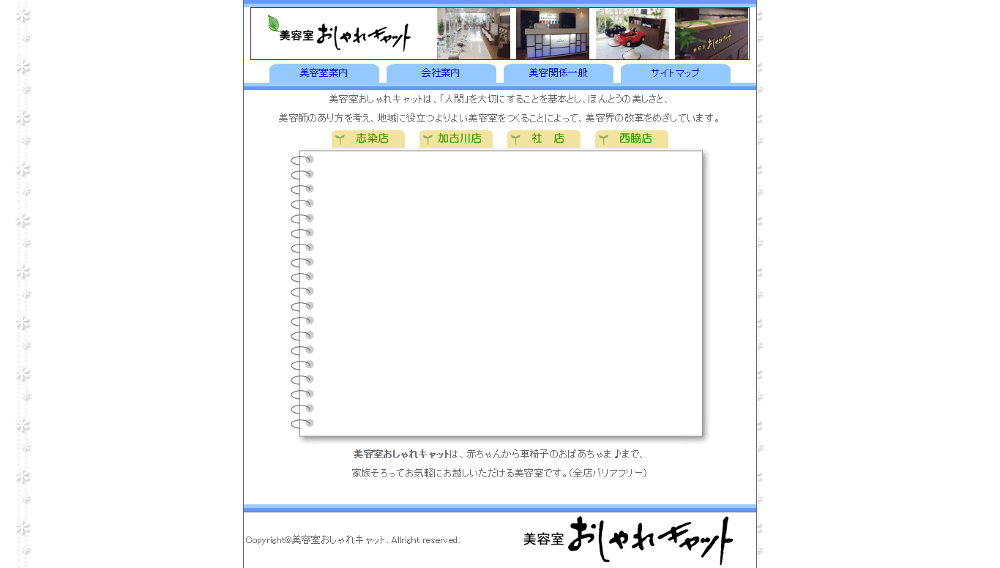 美容室おしゃれキャット
美容室おしゃれキャット
美容室案内 会社案内 美容関係一般 サイトマップ
美容室おしゃれキャットは、「人間」を大切にすることを基本とし、ほんとうの美しさと、
美容師のあり方を考え、地域に役立つよりよい美容室をつくることによって、美容界の改革をめざしています。
志染店 加古川店 社　店 西脇店
美容室おしゃれキャットは、赤ちゃんから車椅子のおばあちゃま♪まで、
家族そろってお気軽にお越しいただける美容室です。（全店バリアフリー）
Copyright©美容室おしゃれキャット. Allright reserved.
美容室おしゃれキャット